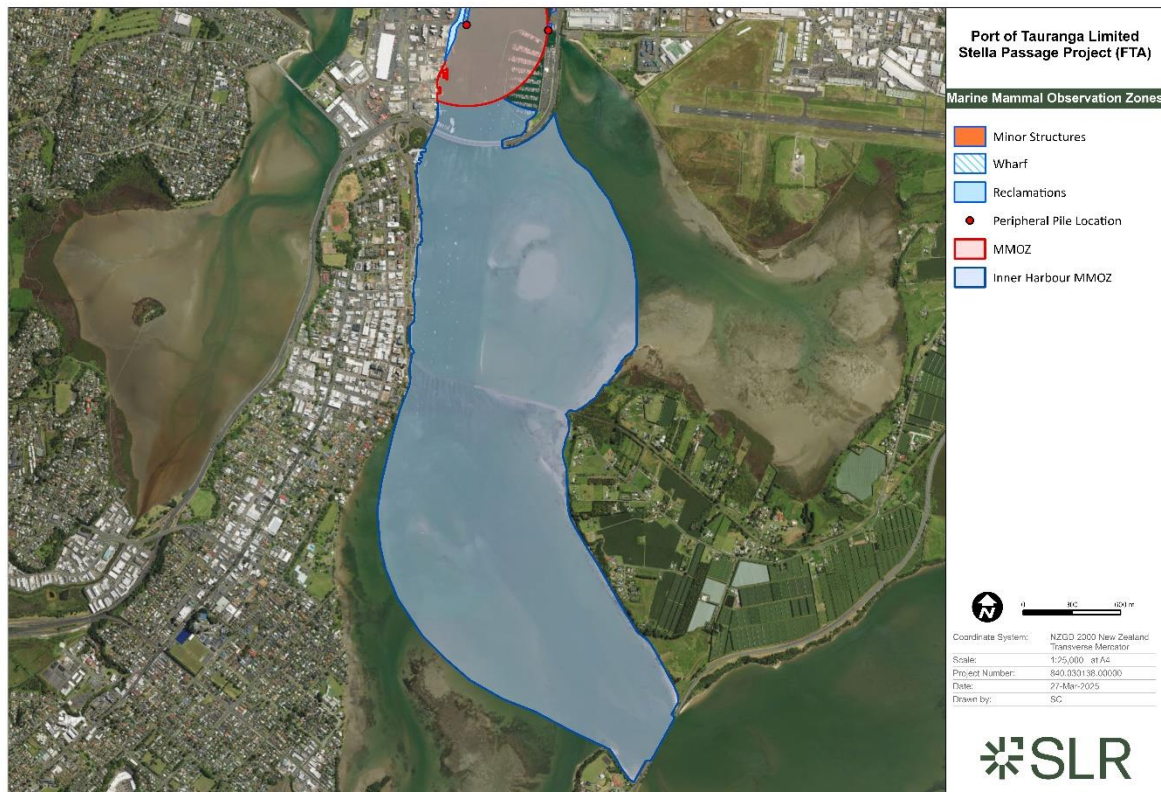 Port of Tauranga Limited
Stella Passage Project (FTA)
Marine Mammal Observation Zones
Minor Structures
Wharf
Reclamations
Peripheral Pile Location
MMOZ
Inner Harbour MMOZ
N
0 300 600 m
Coordinate System: NZGD 2000 New Zealand
Transverse Mercator
Scale: 1:25,000 at A4
Project Number: 840.030138.00000
Date: 27-Mar-2025
Drawn by: SC
SLR